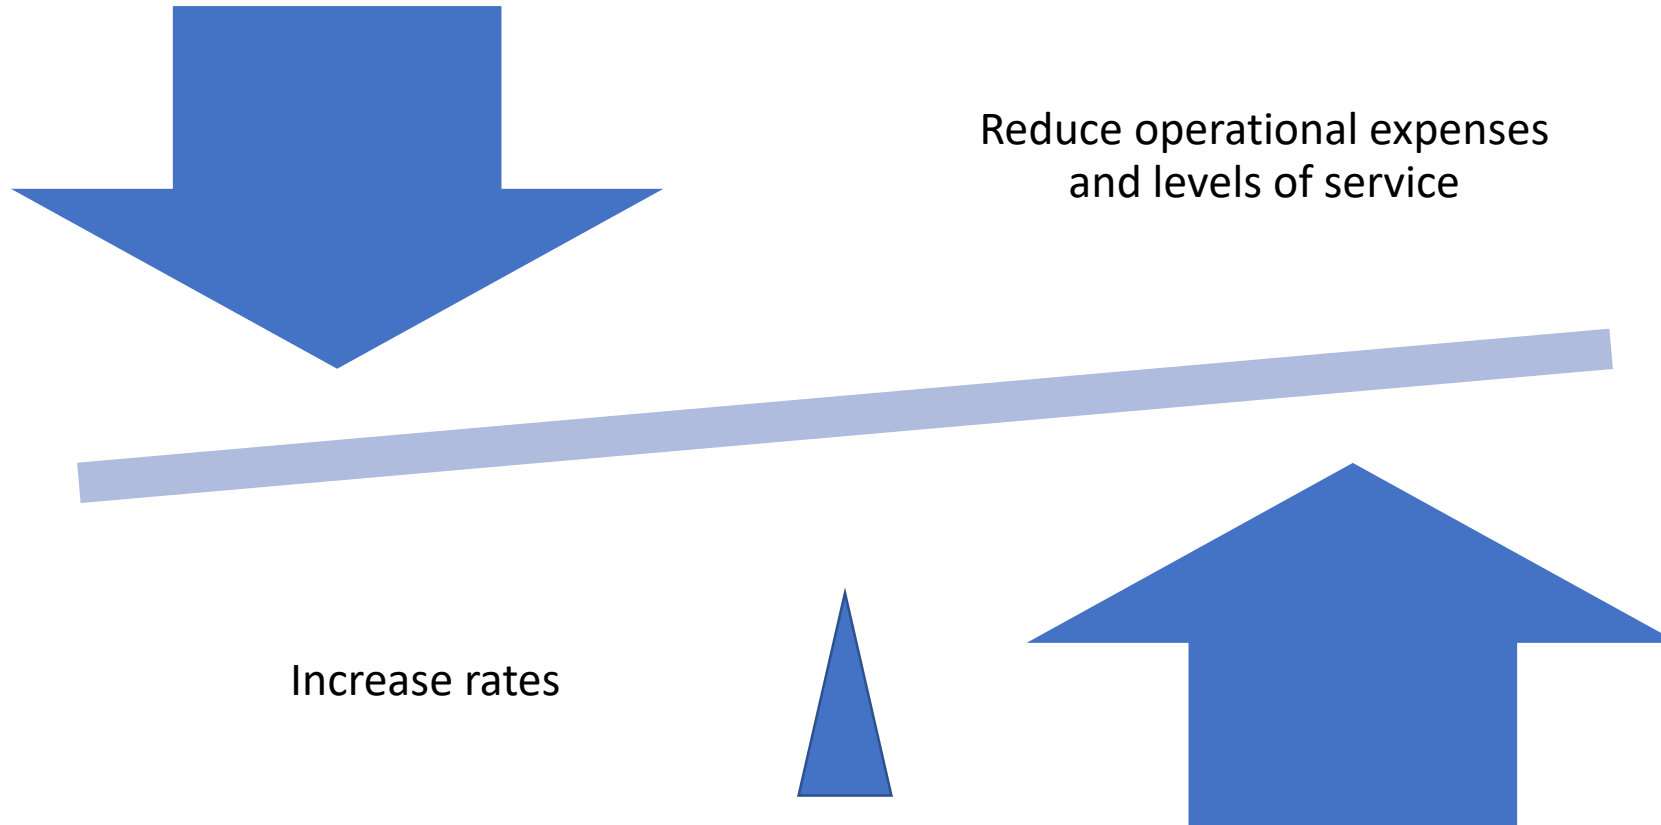 Reduce operational expenses
and levels of service
Increase rates